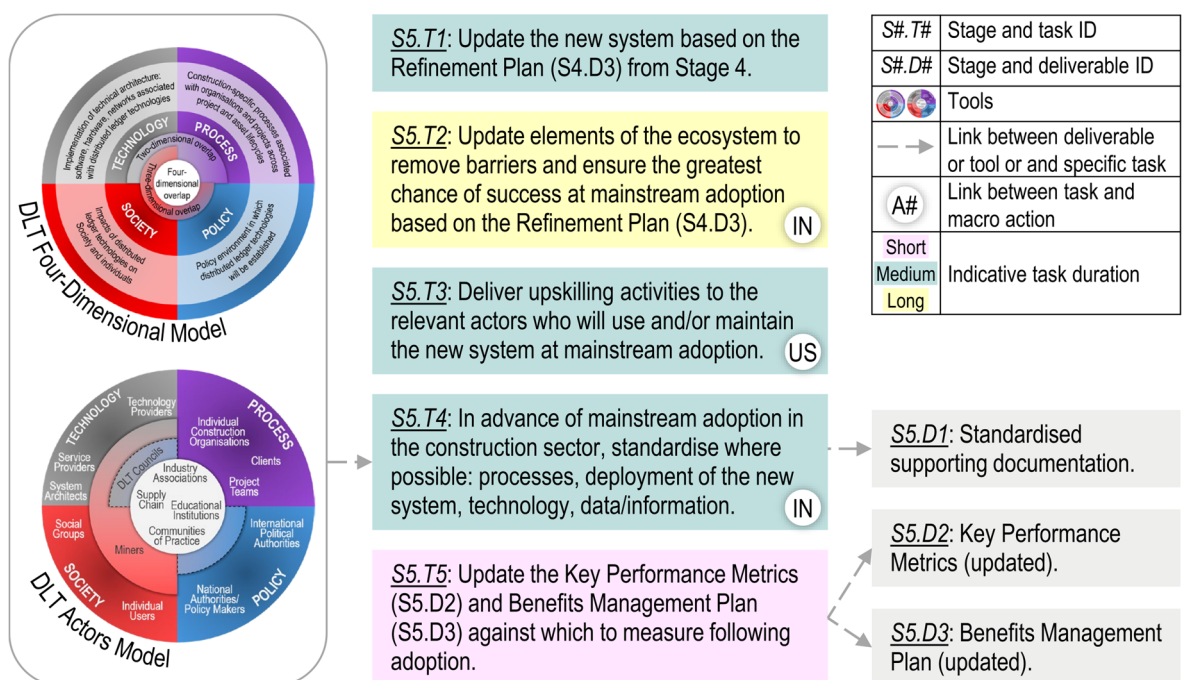 Implementation of technical architecture:
software, hardware, networks associated
with distributed ledger technologies
TECHNOLOGY
Construction-specific processes associated
with organisations and projects across
project and asset lifecycles
PROCESS
Two-dimensional overlap
Three-dimensional overlap
Four-
dimensional
overlap
SOCIETY
Impacts of distributed
ledger technologies on
Society and individuals
POLICY
Policy environment in which
distributed ledger technologies
will be established
DLT Four-Dimensional Model
TECHNOLOGY
Technology
Providers
Service
Providers
System
Architects
PROCESS
Individual
Construction
Organisations
Clients
Project
Teams
DLT Councils
Industry
Associations
Supply
Chain
Educational
Institutions
Communities
of Practice
Miners
Social
Groups
SOCIETY
Individual
Users
International
Political
Authorities
National
Authorities/
Policy Makers
POLICY
DLT Actors Model
S5.T1: Update the new system based on the
Refinement Plan (S4.D3) from Stage 4.
S5.T2: Update elements of the ecosystem to
remove barriers and ensure the greatest
chance of success at mainstream adoption
based on the Refinement Plan (S4.D3).
IN
S5.T3: Deliver upskilling activities to the
relevant actors who will use and/or maintain
the new system at mainstream adoption.
US
S5.T4: In advance of mainstream adoption in
the construction sector, standardise where
possible: processes, deployment of the new
system, technology, data/information.
IN
S5.T5: Update the Key Performance Metrics
(S5.D2) and Benefits Management Plan
(S5.D3) against which to measure following
adoption.
S#.T# Stage and task ID
S#.D# Stage and deliverable ID
Tools
Link between deliverable
or tool or and specific task
A# Link between task and
macro action
Short
Medium Indicative task duration
Long
S5.D1: Standardised
supporting documentation.
S5.D2: Key Performance
Metrics (updated).
S5.D3: Benefits Management
Plan (updated).